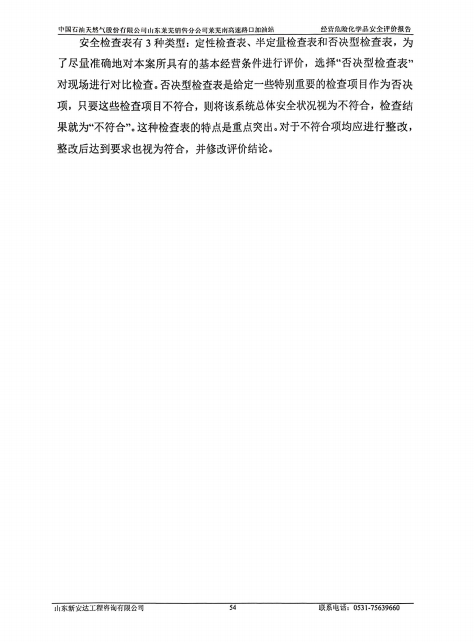 中国石油天然气股份有限公司山东莱芜销售分公司莱芜南高速路口加油站 经营危险化学品安全评价报告
安全检查表有 3 种类型：定性检查表、半定量检查表和否决型检查表，为
了尽量准确地对本案所具有的基本经营条件进行评价，选择“否决型检查表”
对现场进行对比检查。否决型检查表是给定一些特别重要的检查项目作为否决
项，只要这些检查项目不符合，则将该系统总体安全状况视为不符合，检查结
果就为“不符合”。这种检查表的特点是重点突出。对于不符合项均应进行整改，
整改后达到要求也视为符合，并修改评价结论。
山东新安达工程咨询有限公司 54 联系电话：0531-75639660